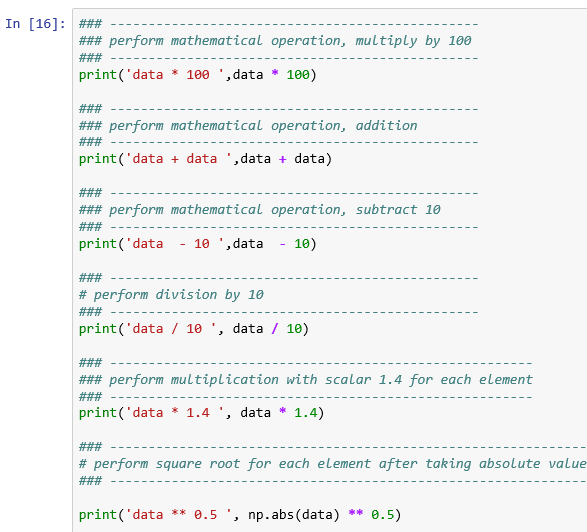 In [16]:
### ------------------------------------------------
### perform mathematical operation, multiply by 100
### ------------------------------------------------
print('data * 100 ',data * 100)
### ------------------------------------------------
### perform mathematical operation, addition
### ------------------------------------------------
print('data + data ',data + data)
### ------------------------------------------------
### perform mathematical operation, subtract 10
### ------------------------------------------------
print('data  - 10 ',data  - 10)
### ------------------------------------------------
# perform division by 10
### ------------------------------------------------
print('data / 10 ', data / 10)
### -------------------------------------------------------
### perform multiplication with scalar 1.4 for each element
### -------------------------------------------------------
print('data * 1.4 ', data * 1.4)
### --------------------------------------------------------------
# perform square root for each element after taking absolute value
### --------------------------------------------------------------
print('data ** 0.5 ', np.abs(data) ** 0.5)